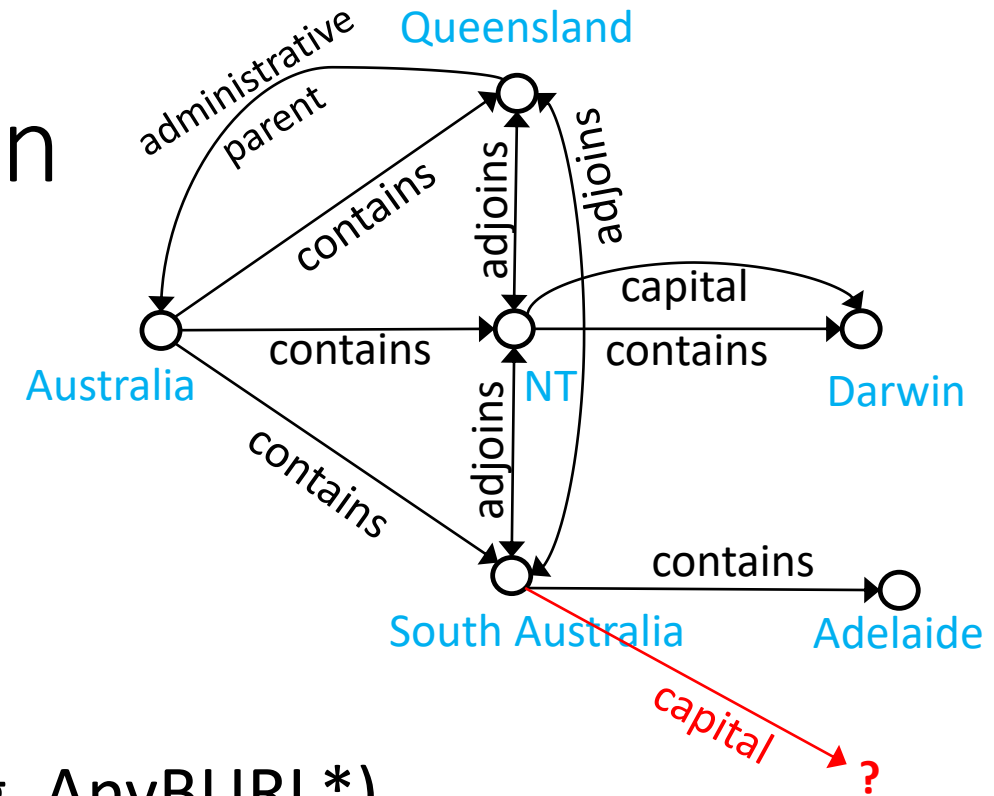 Queensland
administrative
parent
n
contains
adjoins
adjoins
capital
contains
contains
Australia
NT
Darwin
contains
adjoins
contains
South Australia
Adelaide
capital
?
AnyBURL*)